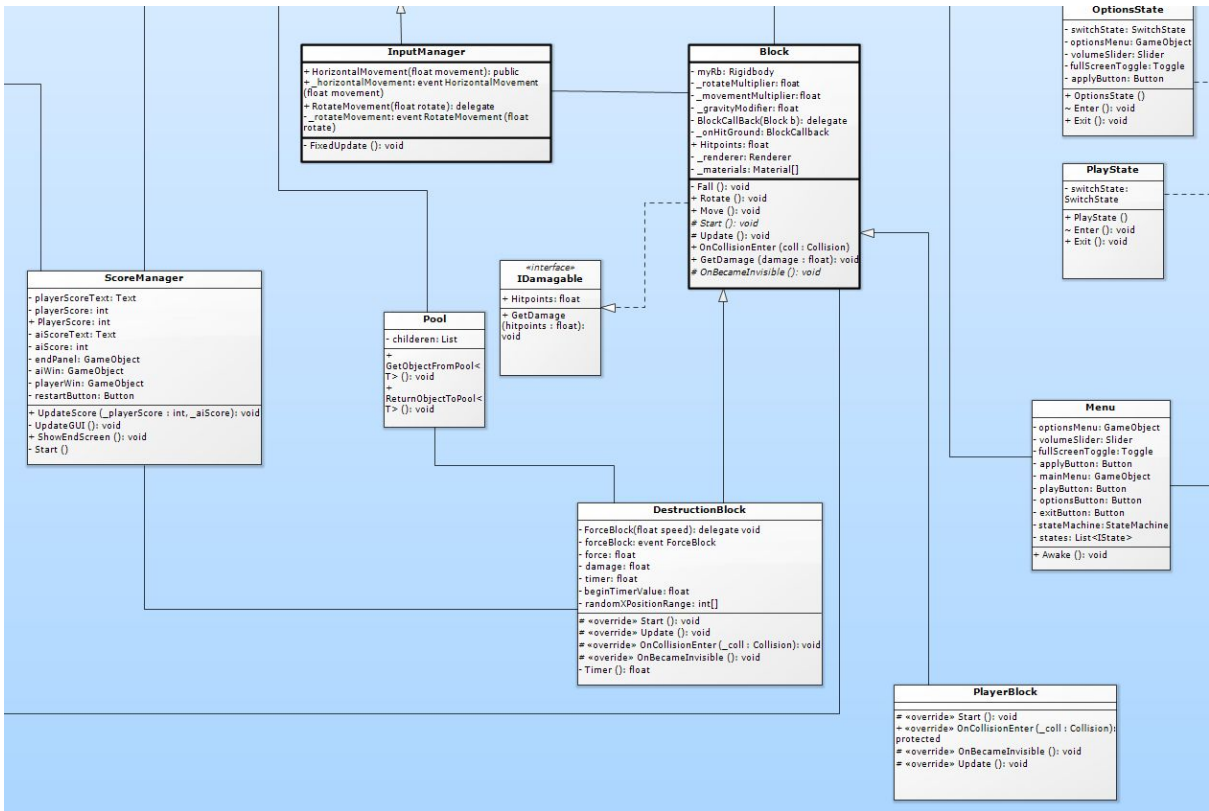 InputManager
+ HorizontalMovement(float movement): public
+ _horizontalMovement: event HorizontalMovement
(float movement)
+ RotateMovement(float rotate): delegate
- _rotateMovement: event RotateMovement (float
rotate)
- FixedUpdate (): void
Block
- myRb: Rigidbody
- _rotateMultiplier: float
- _movementMultiplier:float
- _gravityModifier: float
- BlockCallBack(Block b): delegate
- _onHitGround: BlockCallback
+ Hitpoints: float
- _renderer: Renderer
- _materials: Material[]
- Fall (): void
+ Rotate (): void
+ Move (): void
# Start (): void
# Update (): void
+ OnCollisionEnter (coll : Collision)
+ GetDamage (damage : float): void
# OnBecameInvisible (): void
OptionsState
- switchState: SwitchState
- optionsMenu: GameObject
- volumeSlider: Slider
- fullScreenToggle: Toggle
- applyButton: Button
+ OptionsState ()
~ Enter (): void
+ Exit (): void
PlayState
- switchState:
SwitchState
+ PlayState ()
~ Enter (): void
+ Exit (): void
ScoreManager
- playerScoreText: Text
- playerScore: int
+ PlayerScore: int
- aiScoreText: Text
- aiScore: int
- endPanel: GameObject
- aiWin: GameObject
- playerWin: GameObject
- restartButton: Button
+ UpdateScore (_playerScore : int, _aiScore): void
- UpdateGUI (): void
+ ShowEndScreen (): void
- Start ()
Pool
- childeren: List
+
GetObjectFromPool<
T> (): void
+
ReturnObjectToPool<
T> (): void
«interface»
IDamagable
+ Hitpoints: float
+ GetDamage
(hitpoints : float):
void
Menu
- optionsMenu: GameObject
- volumeSlider: Slider
- fullScreenToggle: Toggle
- applyButton: Button
- mainMenu: GameObject
- playButton: Button
- optionsButton: Button
- exitButton: Button
- stateMachine: StateMachine
- states: List<IState>
+ Awake (): void
DestructionBlock
- ForceBlock(float speed): delegate void
- forceBlock: event ForceBlock
- force: float
- damage: float
- timer: float
- beginTimerValue: float
- randomXPositionRange: int[]
# «override» Start (): void
# «override» Update (): void
# «override» OnCollisionEnter (_coll : Collision): void
# «overide» OnBecameInvisible (): void
- Timer (): float
PlayerBlock
# «override» Start (): void
+ «override» OnCollisionEnter (_coll : Collision):
protected
# «override» OnBecameInvisible (): void
# «override» Update (): void